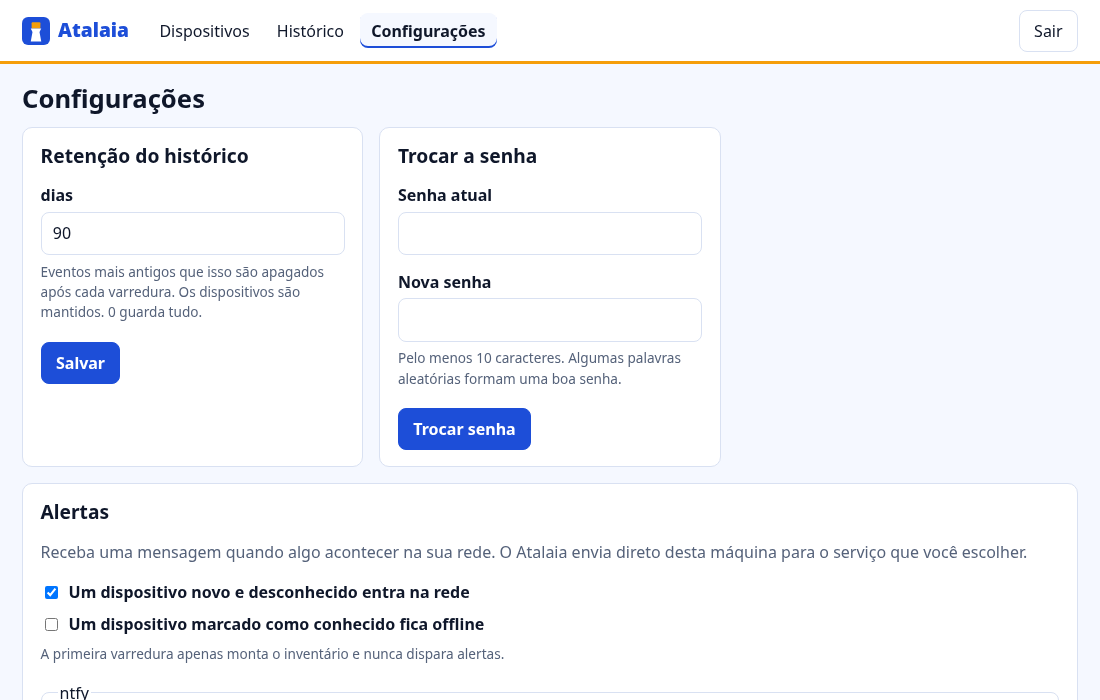 Atalaia
Dispositivos
Histórico
Configurações
Sair
Configurações
Retenção do histórico
dias
90
Eventos mais antigos que isso são apagados
após cada varredura. Os dispositivos são
mantidos. 0 guarda tudo.
Salvar
Trocar a senha
Senha atual
Nova senha
Pelo menos 10 caracteres. Algumas palavras
aleatórias formam uma boa senha.
Trocar senha
Alertas
Receba uma mensagem quando algo acontecer na sua rede. O Atalaia envia direto desta máquina para o serviço que você escolher.
Um dispositivo novo e desconhecido entra na rede
Um dispositivo marcado como conhecido fica offline
A primeira varredura apenas monta o inventário e nunca dispara alertas.
ntfy